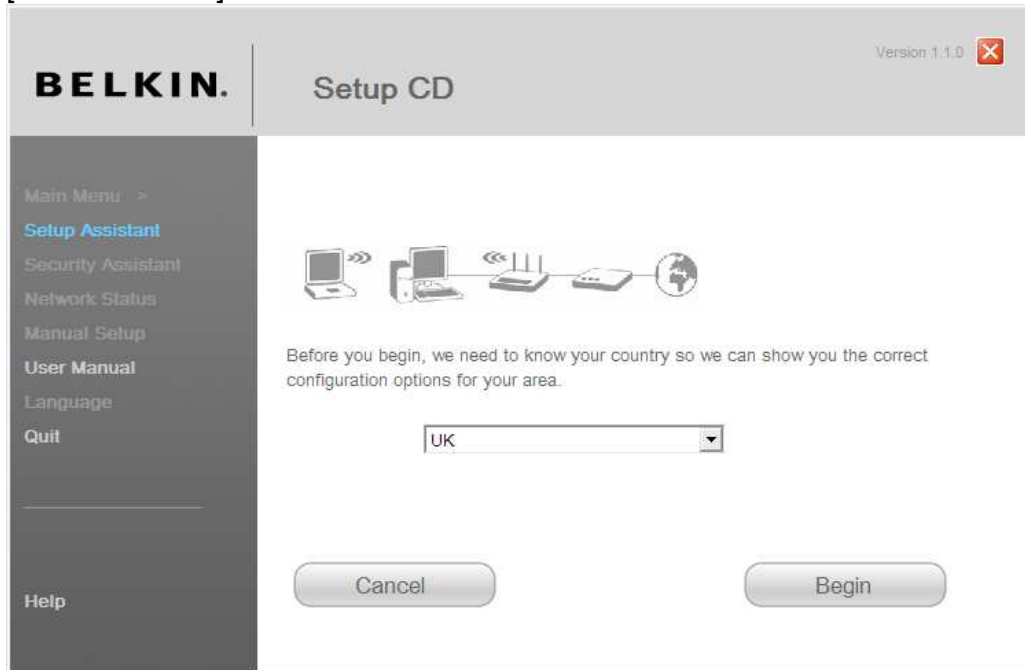 Version 1.1.0
BELKIN.
Setup CD
Main Menu >
Setup Assistant
Security Assistant
Network Status
Manual Setup
User Manual
Language
Quit
Help
Before you begin, we need to know your country so we can show you the correct
configuration options for your area.
UK
Cancel
Begin